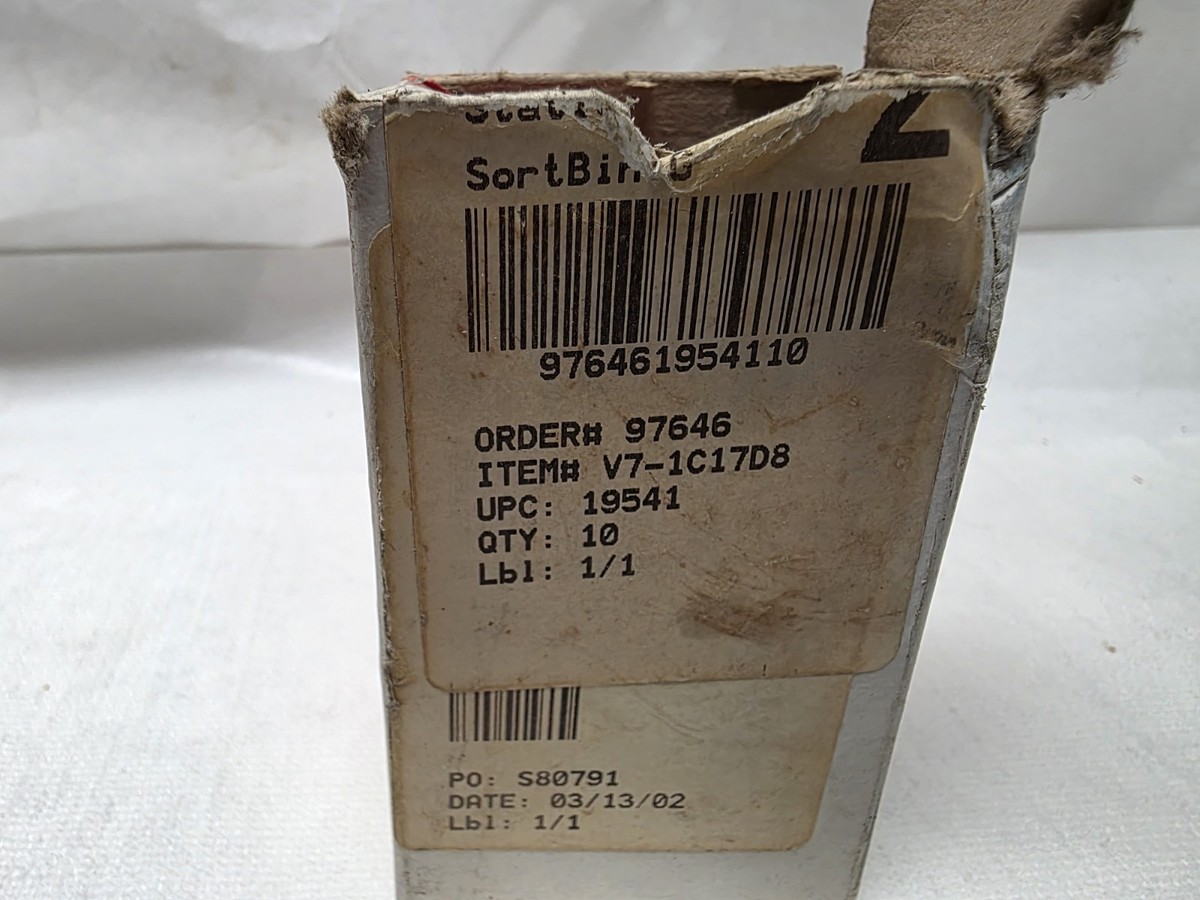 SortBin G
976461954110
ORDER# 97646
ITEM# V7-1C17D8
UPC: 19541
QTY: 10
Lbl: 1/1
PO: S80791
DATE: 03/13/02
Lbl: 1/1